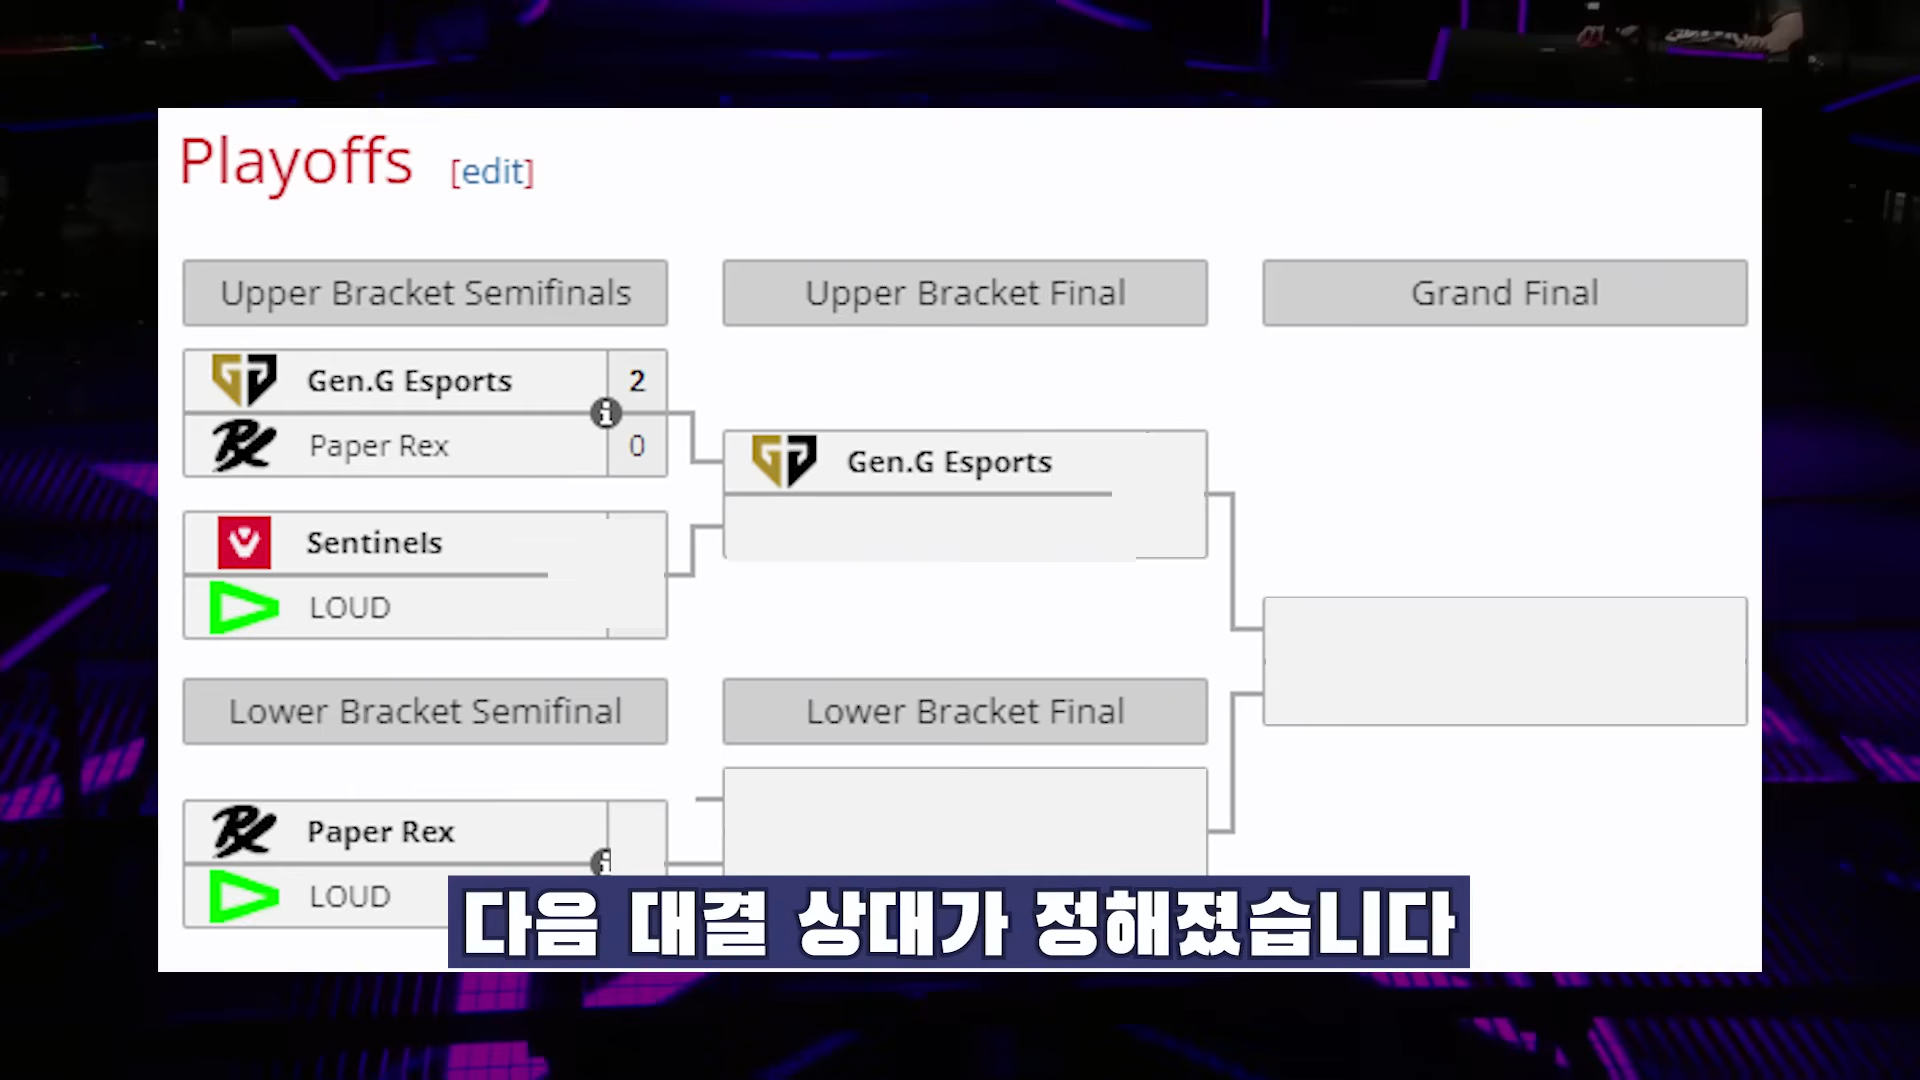 Playoffs [edit]
Upper Bracket Semifinals
Upper Bracket Final
Grand Final
Gen.G Esports 2
Paper Rex 0
Gen.G Esports
Sentinels
LOUD
Lower Bracket Semifinal
Lower Bracket Final
Paper Rex
LOUD
다음 대결 상대가 정해졌습니다